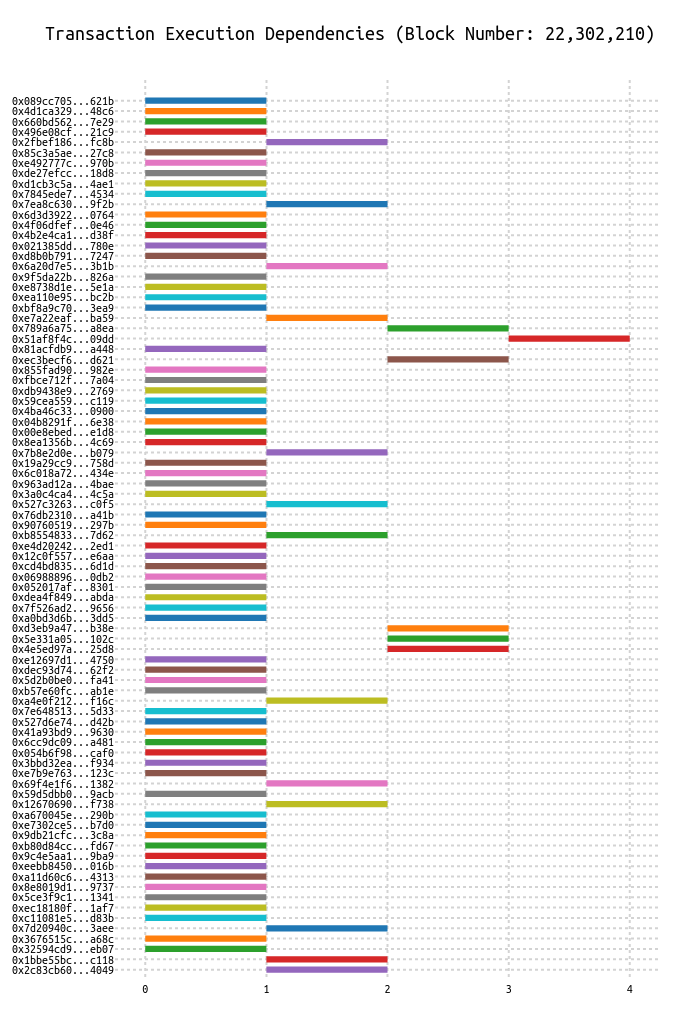 Transaction Execution Dependencies (Block Number: 22,302,210)
0x089cc705...621b
0x4d1ca329...48c6
0x660bd562...7e29
0x496e08cf...21c9
0x2fbef186...fc8b
0x85c3a5ae...27c8
0xe492777c...970b
0xde27efcc...18d8
0xd1cb3c5a...4ae1
0x7845ede7...4534
0x7ea8c630...9f2b
0x6d3d3922...0764
0x4f06dfef...0e46
0x4b2e4ca1...d38f
0x021385dd...780e
0xd8b0b791...7247
0x6a20d7e5...3b1b
0x9f5da22b...826a
0xe8738d1e...5e1a
0xea110e95...bc2b
0xbf8a9c70...3ea9
0xe7a22eaf...ba59
0x789a6a75...a8ea
0x51af8f4c...09dd
0x81acfdb9...a448
0xec3becf6...d621
0x855fad90...982e
0xfbce712f...7a04
0xdb9438e9...2769
0x59cea559...c119
0x4ba46c33...0900
0x04b8291f...6e38
0x00e8ebed...e1d8
0x8ea1356b...4c69
0x7b8e2d0e...b079
0x19a29cc9...758d
0x6c018a72...434e
0x963ad12a...4bae
0x3a0c4ca4...4c5a
0x527c3263...c0f5
0x76db2310...a41b
0x90760519...297b
0xb8554833...7d62
0xe4d20242...2ed1
0x12c0f557...e6aa
0xcd4bd835...6d1d
0x06988896...0db2
0x052017af...8301
0xdea4f849...abda
0x7f526ad2...9656
0xa0bd3d6b...3dd5
0xd3eb9a47...b38e
0x5e331a05...102c
0x4e5ed97a...25d8
0xe12697d1...4750
0xdec93d74...62f2
0x5d2b0be0...fa41
0xb57e60fc...ab1e
0xa4e0f212...f16c
0x7e648513...5d33
0x527d6e74...d42b
0x41a93bd9...9630
0x6cc9dc09...a481
0x054b6f98...caf0
0x3bbd32ea...f934
0xe7b9e763...123c
0x69f4e1f6...1382
0x59d5dbb0...9acb
0x12670690...f738
0xa670045e...290b
0xe7302ce5...b7d0
0x9db21cfc...3c8a
0xb80d84cc...fd67
0x9c4e5aa1...9ba9
0xeebb8450...016b
0xa11d60c6...4313
0x8e8019d1...9737
0x5ce3f9c1...1341
0xec18180f...1af7
0xc11081e5...d83b
0x7d20940c...3aee
0x3676515c...a68c
0x32594cd9...eb07
0x1bbe55bc...c118
0x2c83cb60...4049
0 1 2 3 4